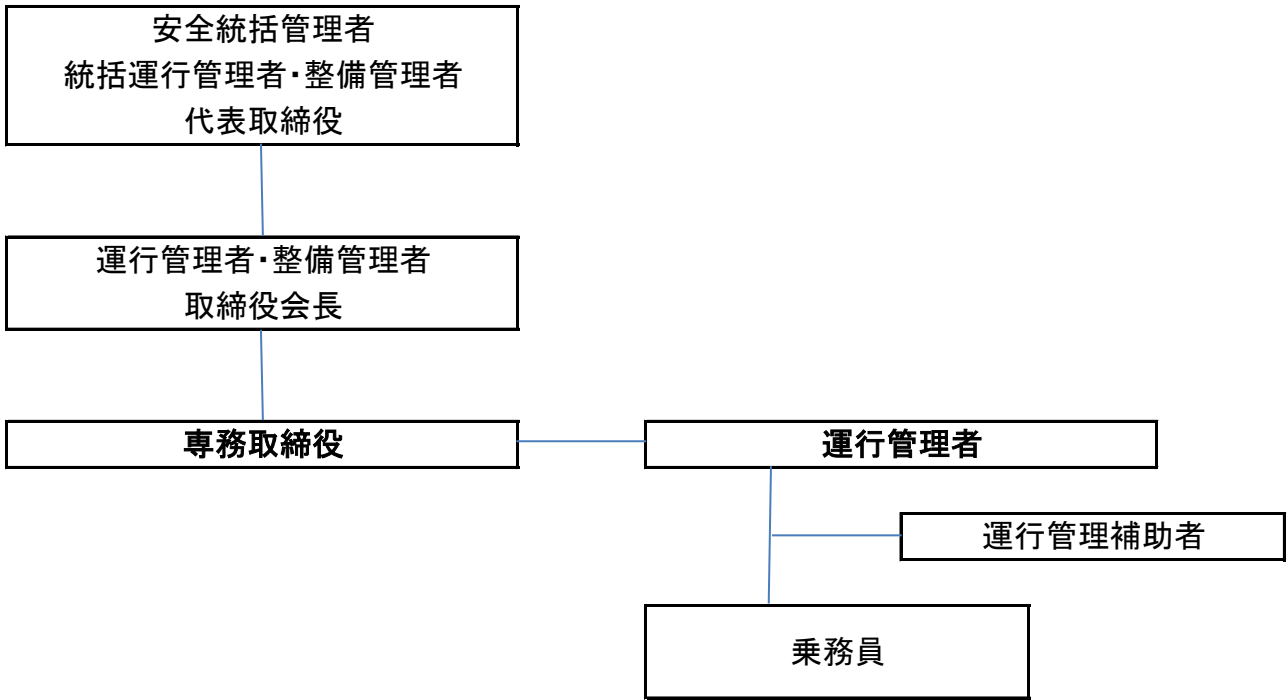 安全統括管理者
統括運行管理者・整備管理者
代表取締役
運行管理者・整備管理者
取締役会長
専務取締役
運行管理者
運行管理補助者
乗務員